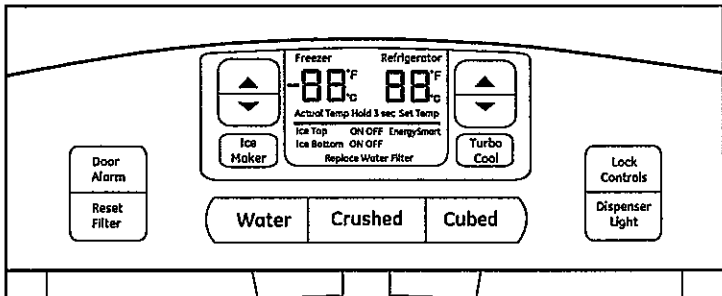 Freezer Refrigerator
-88°F 88°F
°C °C
Actual Temp Hold 3 sec Set Temp
Ice Top ON OFF EnergySmart
Ice Bottom ON OFF
Replace Water Filter
Ice
Maker
Turbo
Cool
Door
Alarm
Reset
Filter
Water Crushed Cubed
Lock
Controls
Dispenser
Light